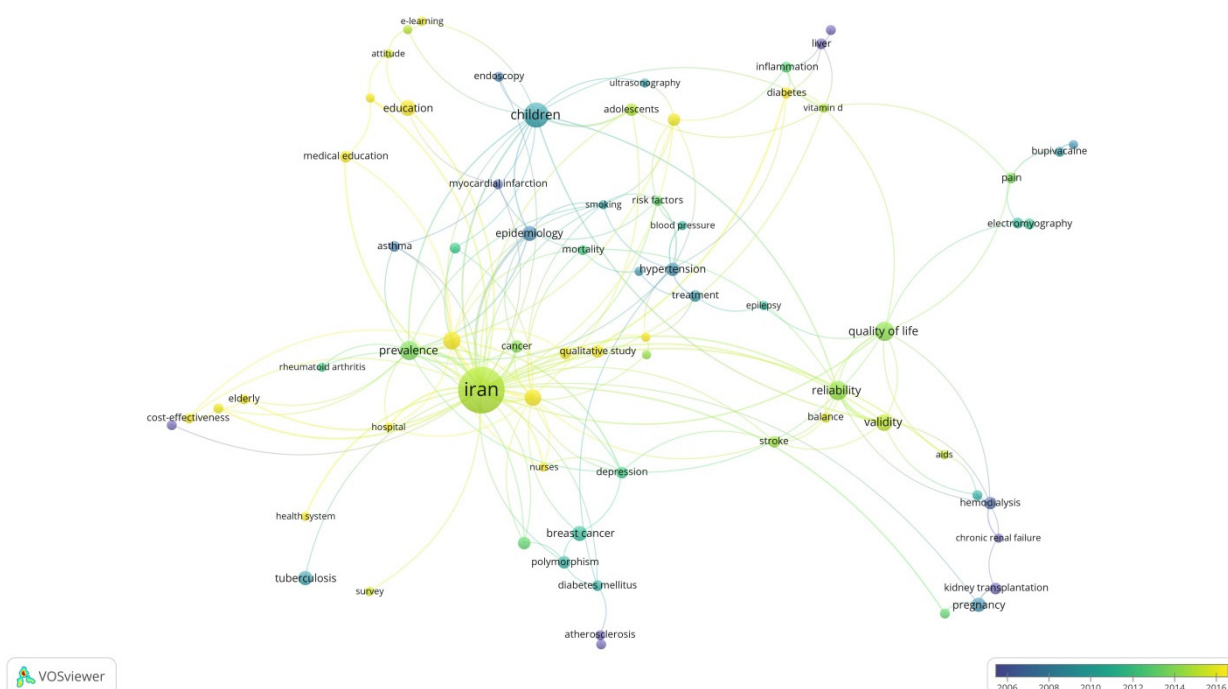 e-learning
liver
attitude
inflammation
endoscopy
ultrasonography
diabetes
education
children
adolescents
vitamin d
bupivacaine
medical education
pain
myocardial infarction
smoking
risk factors
blood pressure
electromyography
epidemiology
asthma
mortality
hypertension
treatment
epilepsy
quality of life
prevalence
cancer
qualitative study
rheumatoid arthritis
iran
reliability
elderly
cost-effectiveness
hospital
balance
validity
stroke
aids
nurses
depression
hemodialysis
health system
breast cancer
chronic renal failure
polymorphism
tuberculosis
diabetes mellitus
survey
kidney transplantation
pregnancy
atherosclerosis
VOSviewer
2006 2008 2010 2012 2014 2016